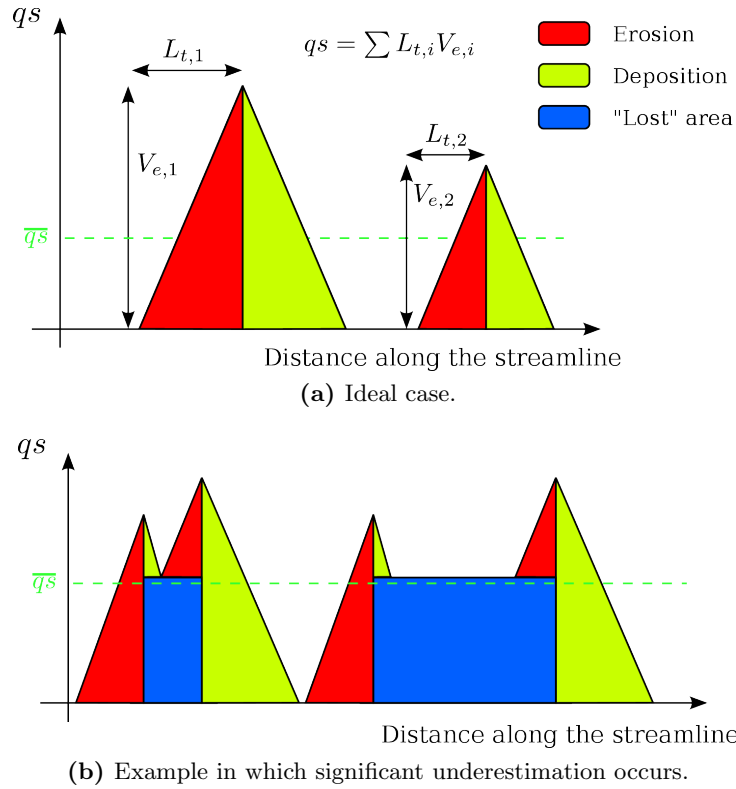 qs
L_{t,1}
qs = ∑ L_{t,i}V_{e,i}
Erosion
Deposition
"Lost" area
V_{e,1}
L_{t,2}
V_{e,2}
\overline{qs}
Distance along the streamline
(a) Ideal case.
qs
\overline{qs}
Distance along the streamline
(b) Example in which significant underestimation occurs.